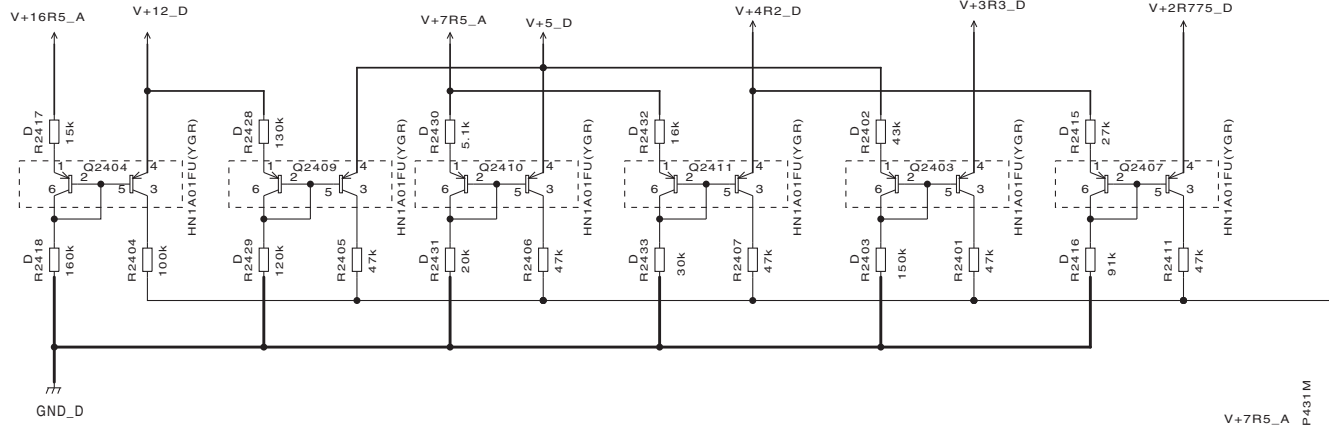 V+16R5_A
V+12_D
V+7R5_A
V+5_D
V+4R2_D
V+3R3_D
V+2R775_D
D
R2417
15k
D
R2428
130k
D
R2430
5.1k
D
R2432
16k
D
R2402
43k
D
R2415
27k
1
Q2404
4
6
2
5
3
HN1A01FU(YGR)
1
Q2409
4
6
2
5
3
HN1A01FU(YGR)
1
Q2410
4
6
2
5
3
HN1A01FU(YGR)
1
Q2411
4
6
2
5
3
HN1A01FU(YGR)
1
Q2403
4
6
2
5
3
HN1A01FU(YGR)
1
Q2407
4
6
2
5
3
HN1A01FU(YGR)
D
R2418
160k
R2404
100k
D
R2429
120k
R2405
47k
D
R2431
20k
R2406
47k
D
R2433
30k
R2407
47k
D
R2403
150k
R2401
47k
D
R2416
91k
R2411
47k
GND_D
V+7R5_A
P431M